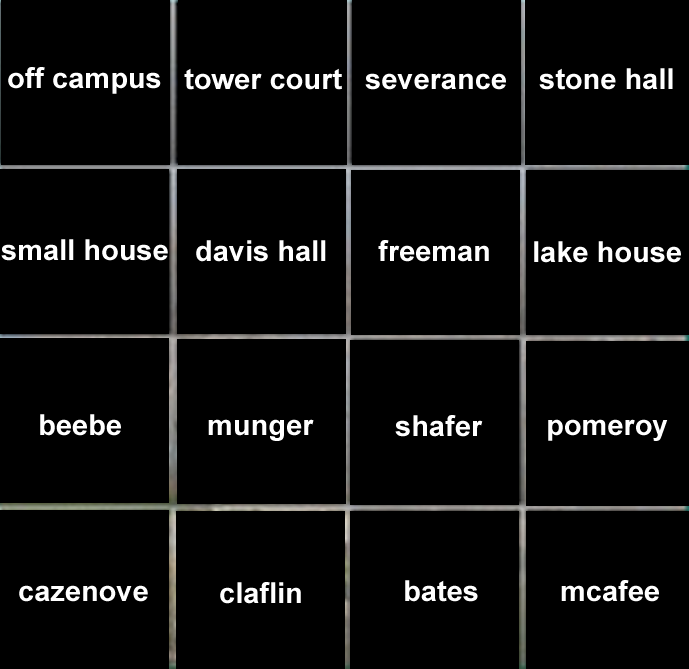 off campus
tower court
severance
stone hall
small house
davis hall
freeman
lake house
beebe
munger
shafer
pomeroy
cazenove
claflin
bates
mcafee